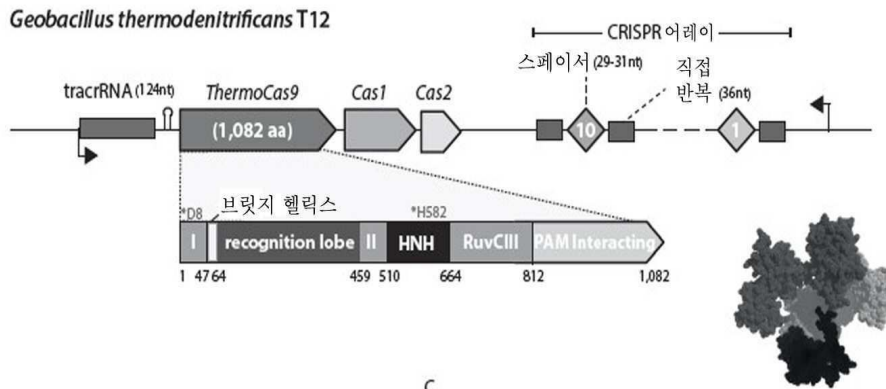 Geobacillus thermodenitrificans T12
CRISPR 어레이
스페이서 (29-31nt)
직접
반복 (36nt)
tracrRNA (124nt)
ThermoCas9
Cas1
Cas2
(1,082 aa)
10
1
*D8
브릿지 헬릭스
*H582
I
recognition lobe
II
HNH
RuvCIII
PAM Interacting
1
47
64
459
510
664
812
1,082
C